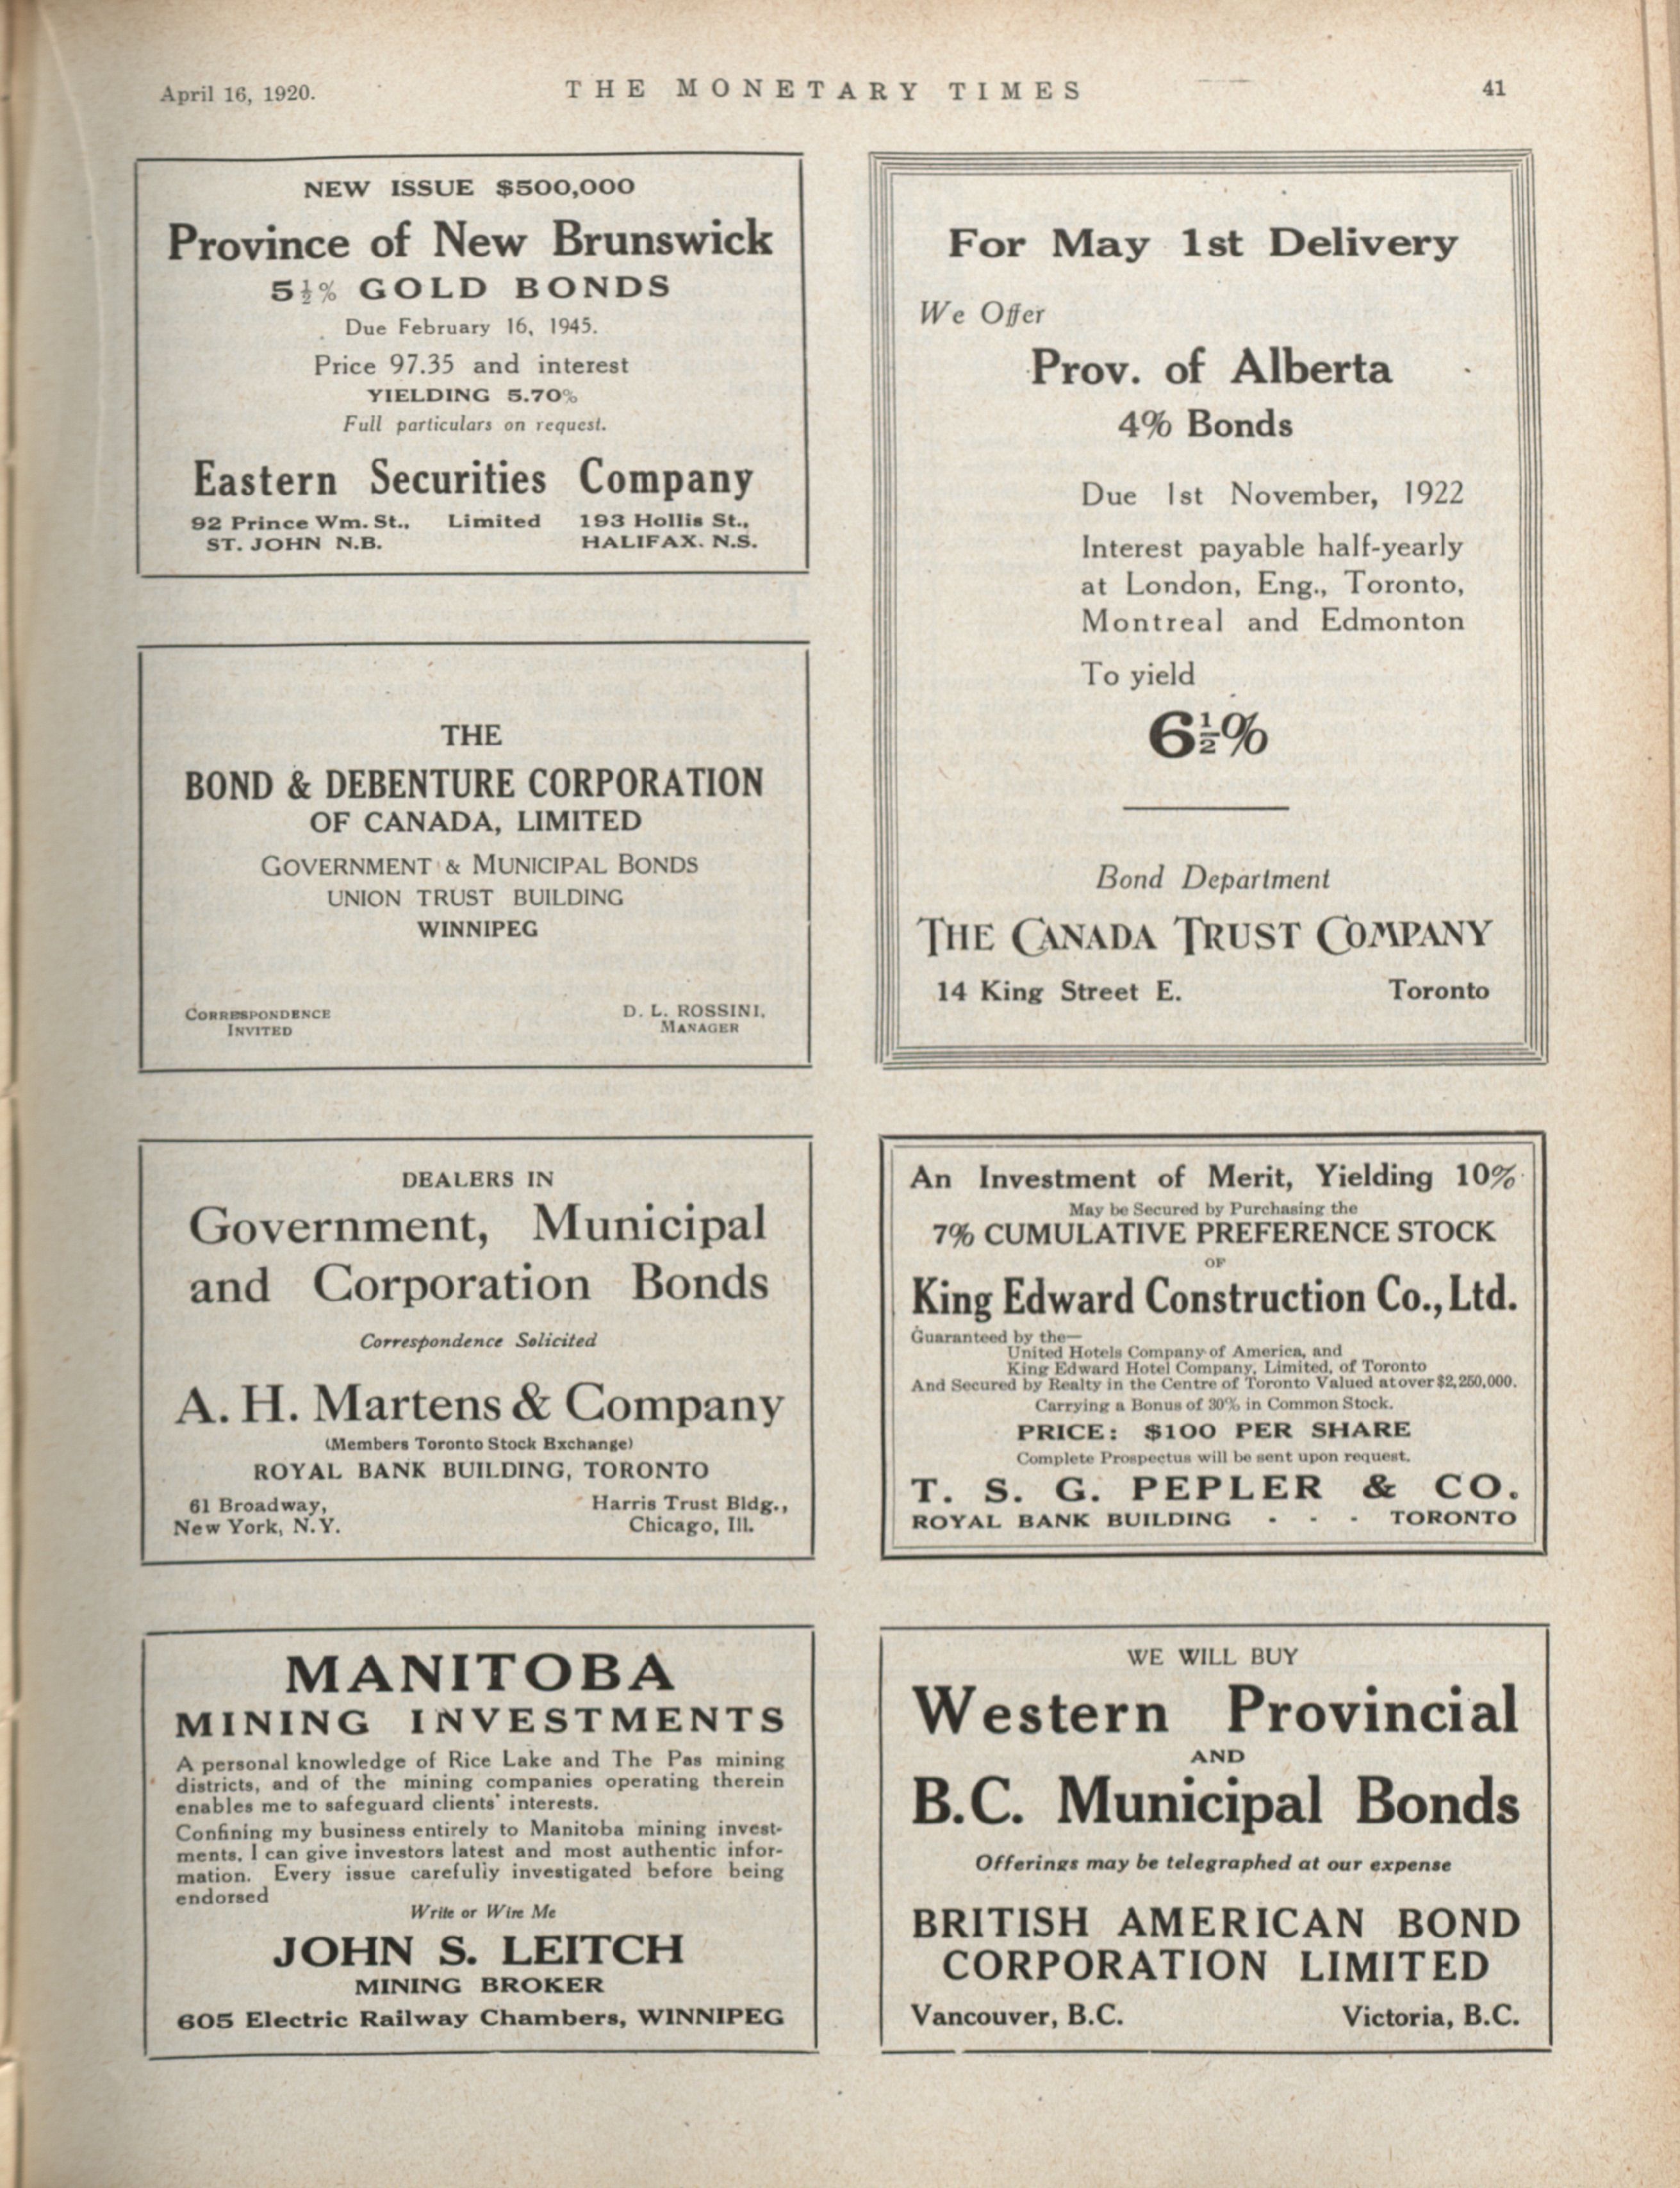 April 16, 1920.
THE MONETARY TIMES
41
NEW ISSUE $500,000
Province of New Brunswick
5½% GOLD BONDS
Due February 16, 1945.
Price 97.35 and interest
YIELDING 5.70%
Full particulars on request.
Eastern Securities Company
92 Prince Wm. St., Limited 193 Hollis St.,
ST. JOHN N.B. HALIFAX. N.S.
THE
BOND & DEBENTURE CORPORATION
OF CANADA, LIMITED
GOVERNMENT & MUNICIPAL BONDS
UNION TRUST BUILDING
WINNIPEG
CORRESPONDENCE
INVITED
D. L. ROSSINI,
MANAGER
DEALERS IN
Government, Municipal
and Corporation Bonds
Correspondence Solicited
A. H. Martens & Company
(Members Toronto Stock Exchange)
ROYAL BANK BUILDING, TORONTO
61 Broadway,
New York, N.Y.
Harris Trust Bldg.,
Chicago, Ill.
MANITOBA
MINING INVESTMENTS
A personal knowledge of Rice Lake and The Pas mining
districts, and of the mining companies operating therein
enables me to safeguard clients' interests.
Confining my business entirely to Manitoba mining invest-
ments, I can give investors latest and most authentic infor-
mation. Every issue carefully investigated before being
endorsed
Write or Wire Me
JOHN S. LEITCH
MINING BROKER
605 Electric Railway Chambers, WINNIPEG
For May 1st Delivery
We Offer
Prov. of Alberta
4% Bonds
Due 1st November, 1922
Interest payable half-yearly
at London, Eng., Toronto,
Montreal and Edmonton
To yield
6½%
Bond Department
THE CANADA TRUST COMPANY
14 King Street E. Toronto
An Investment of Merit, Yielding 10%
May be Secured by Purchasing the
7% CUMULATIVE PREFERENCE STOCK
OF
King Edward Construction Co., Ltd.
Guaranteed by the—
United Hotels Company of America, and
King Edward Hotel Company, Limited, of Toronto
And Secured by Realty in the Centre of Toronto Valued at over $2,250,000.
Carrying a Bonus of 30% in Common Stock.
PRICE: $100 PER SHARE
Complete Prospectus will be sent upon request.
T. S. G. PEPLER & CO.
ROYAL BANK BUILDING - - - TORONTO
WE WILL BUY
Western Provincial
AND
B.C. Municipal Bonds
Offerings may be telegraphed at our expense
BRITISH AMERICAN BOND
CORPORATION LIMITED
Vancouver, B.C. Victoria, B.C.